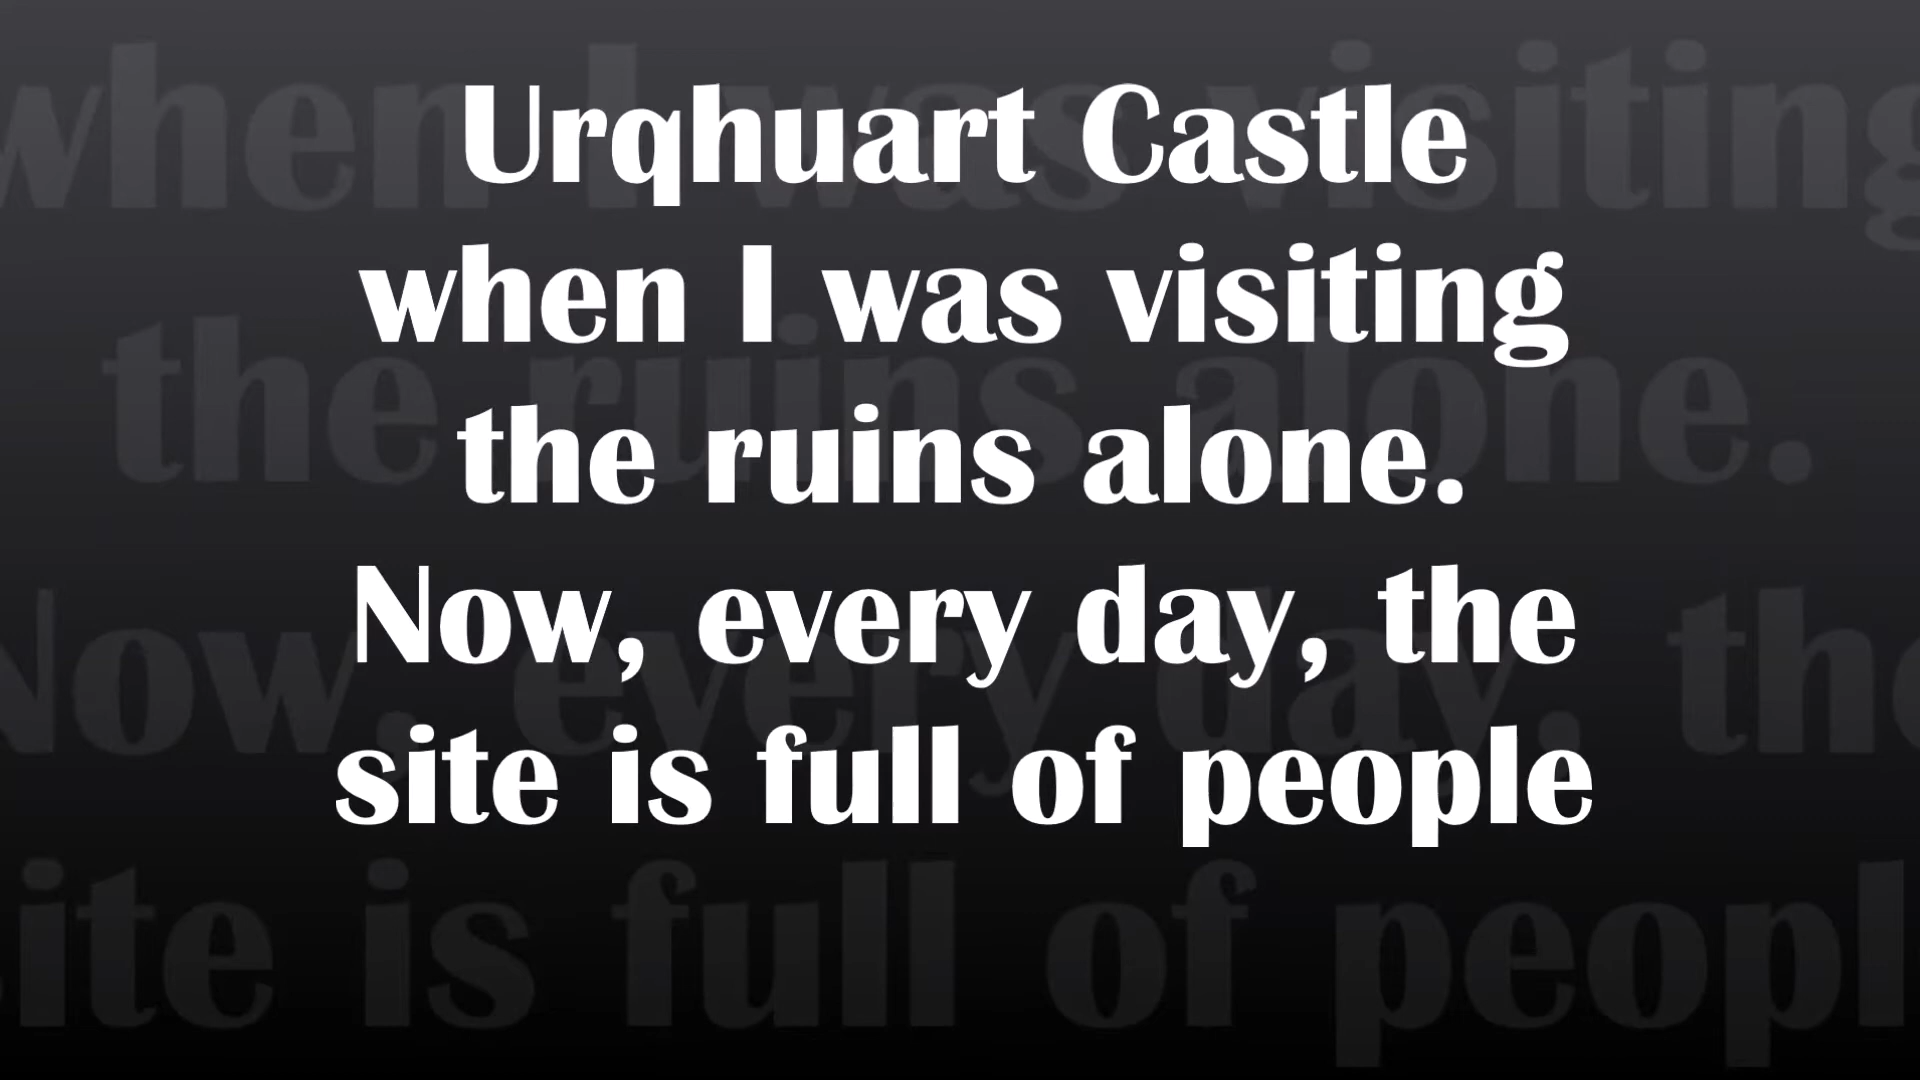 Urqhuart Castle
when I was visiting
the ruins alone.
Now, every day, the
site is full of people